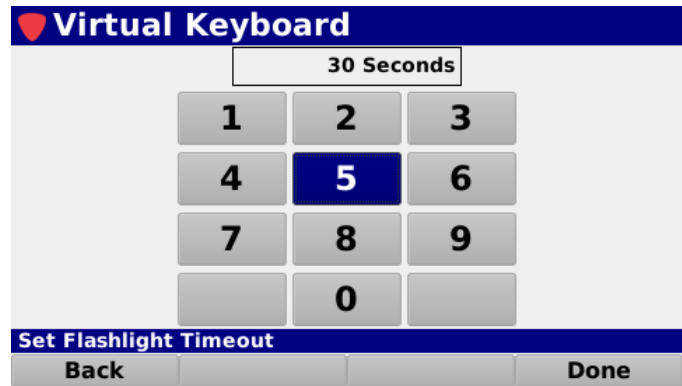 Virtual Keyboard
30 Seconds
1 2 3
4 5 6
7 8 9
0
Set Flashlight Timeout
Back Done